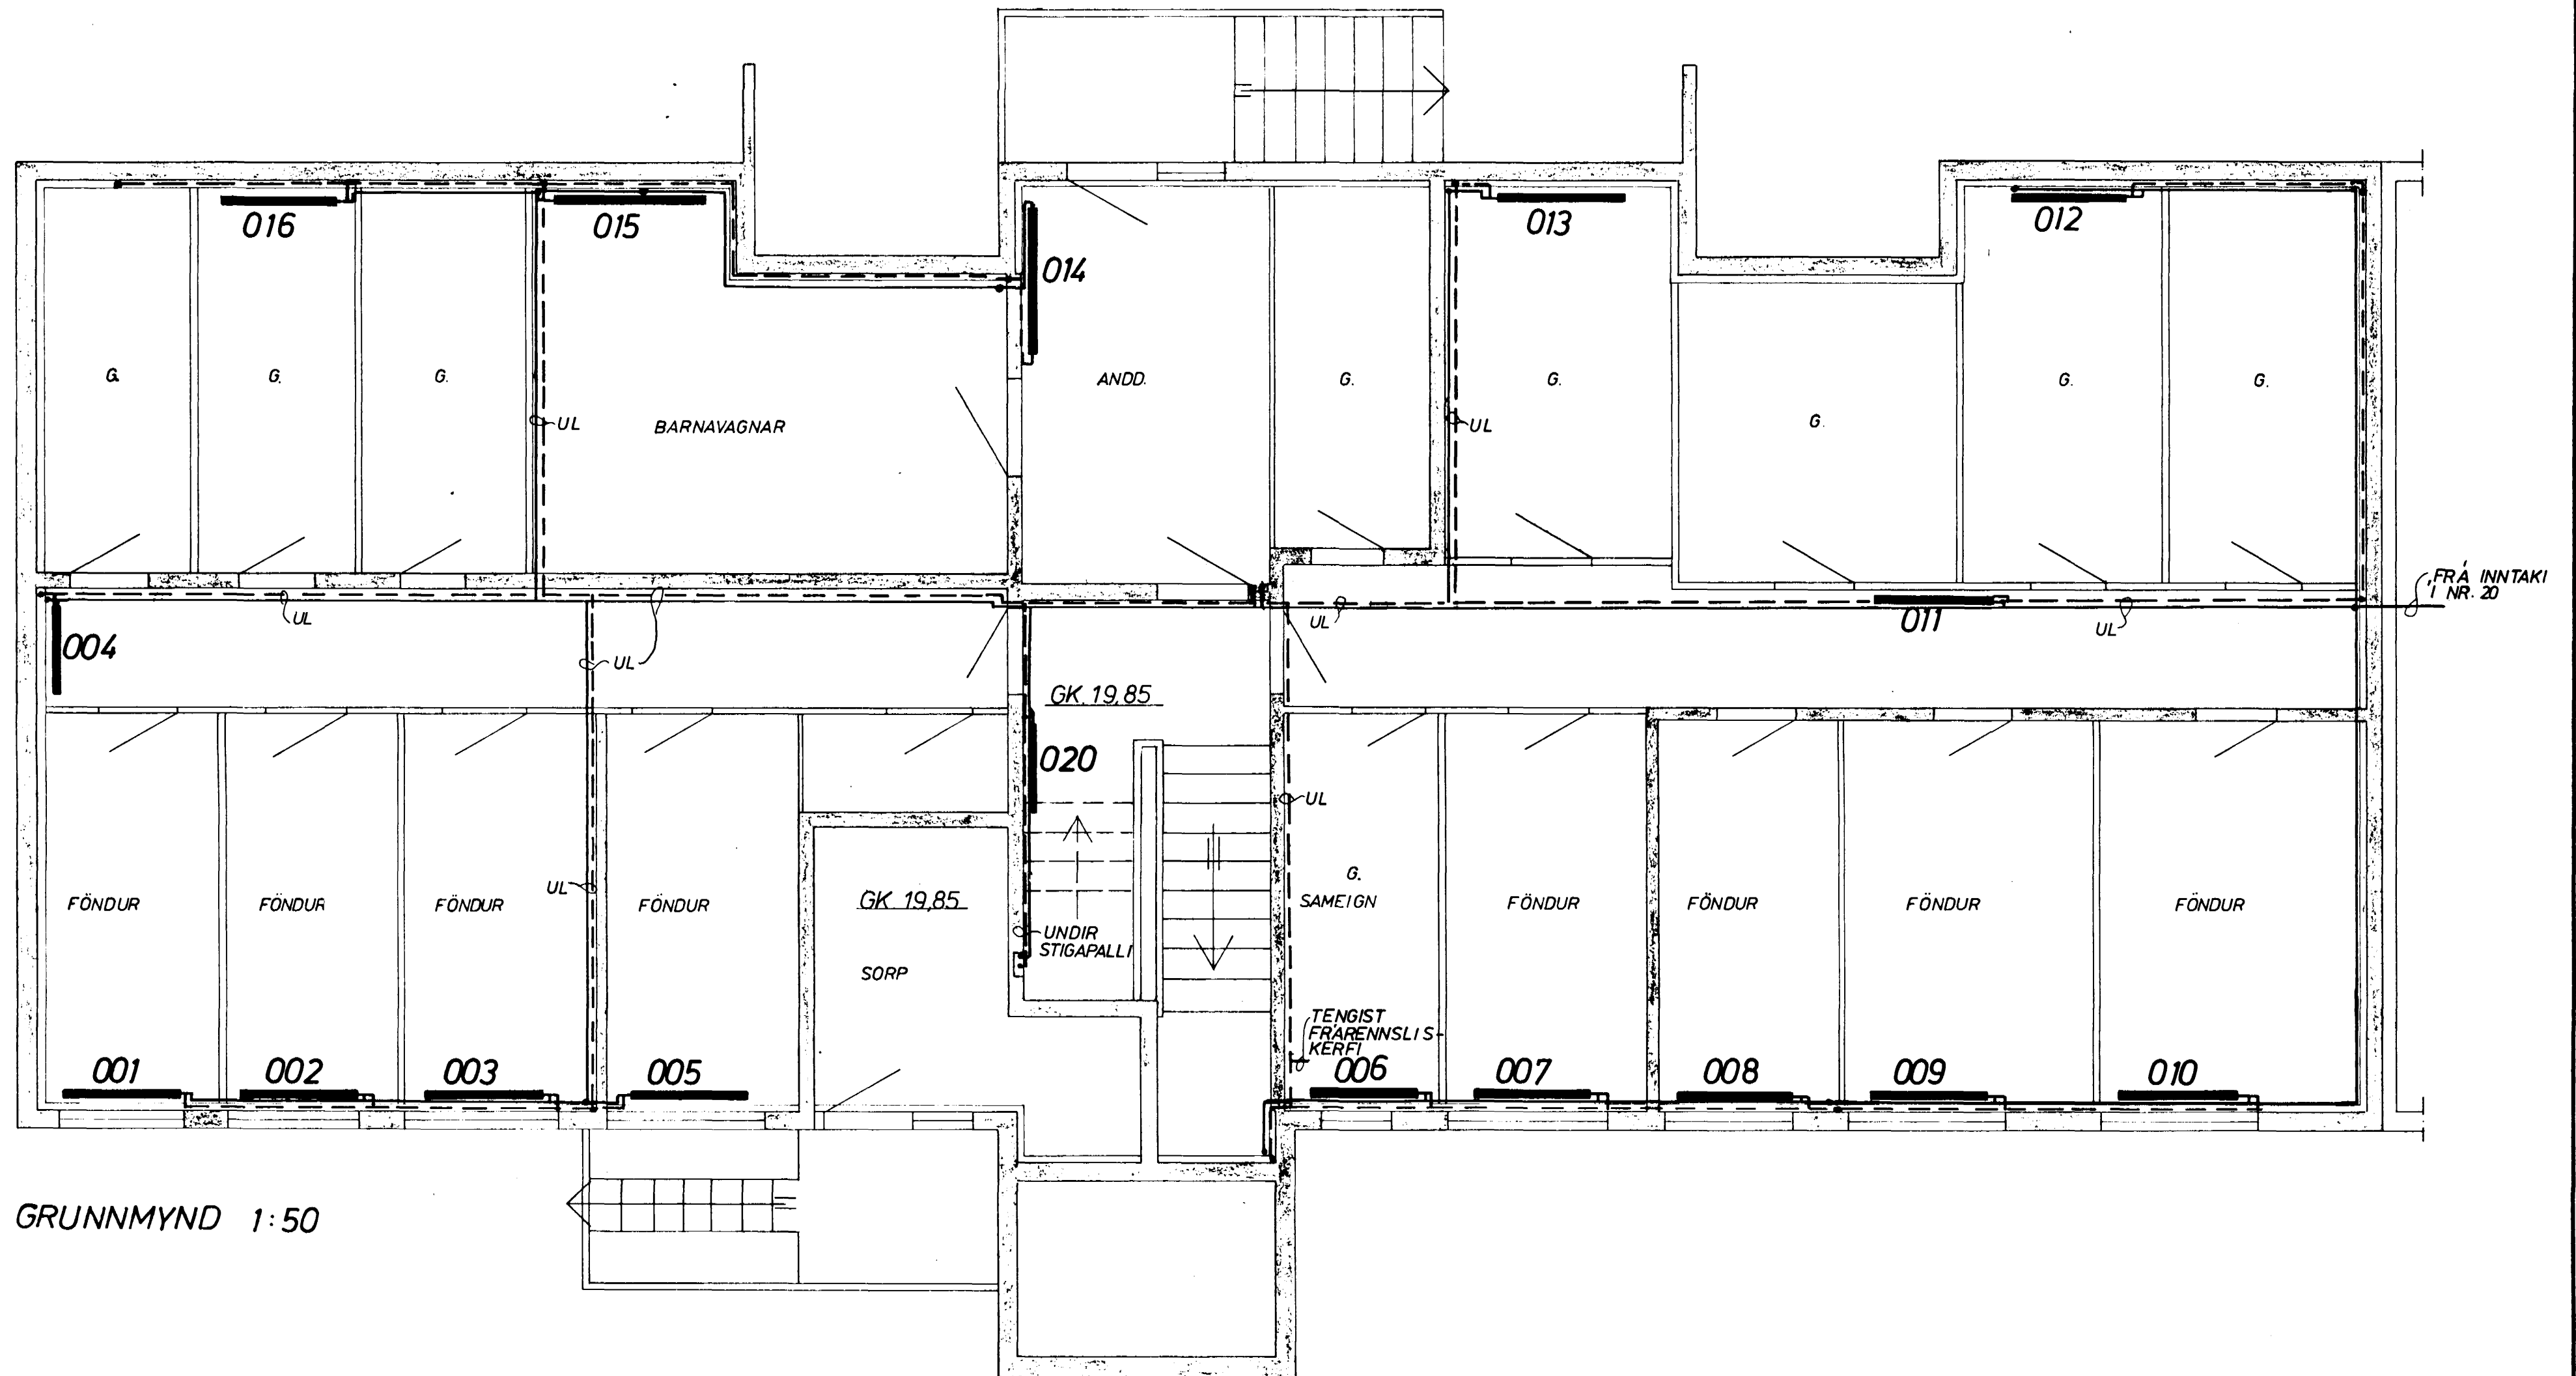 016
015
014
013
012
G.
G.
G.
UL
BARNAVAGNAR
ANDD.
G.
UL
G.
G.
G.
G.
FRÁ INNTAKI
Í NR. 20
004
UL
UL
UL
011
UL
GK. 19,85
020
UL
FÖNDUR
FÖNDUR
FÖNDUR
UL
FÖNDUR
GK 19,85
SORP
UNDIR
STIGAPALLI
G.
SAMEIGN
FÖNDUR
FÖNDUR
FÖNDUR
FÖNDUR
TENGIST
FRÁRENNSLIS-
KERFI
001
002
003
005
006
007
008
009
010
GRUNNMYND 1:50